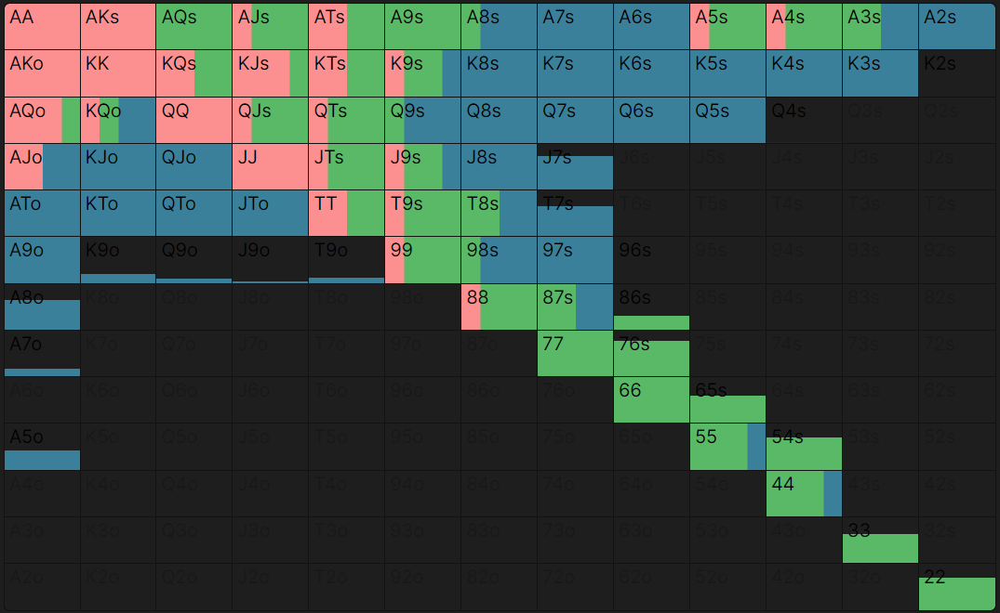 AA AKs AQs AJs ATs A9s A8s A7s A6s A5s A4s A3s A2s
AKo KK KQs KJs KTs K9s K8s K7s K6s K5s K4s K3s K2s
AQo KQo QQ QJs QTs Q9s Q8s Q7s Q6s Q5s Q4s Q3s Q2s
AJo KJo QJo JJ JTs J9s J8s J7s J6s J5s J4s J3s J2s
ATo KTo QTo JTo TT T9s T8s T7s T6s T5s T4s T3s T2s
A9o K9o Q9o J9o T9o 99 98s 97s 96s 95s 94s 93s 92s
A8o K8o Q8o J8o T8o 98o 88 87s 86s 85s 84s 83s 82s
A7o K7o Q7o J7o T7o 97o 87o 77 76s 75s 74s 73s 72s
A6o K6o Q6o J6o T6o 96o 86o 76o 66 65s 64s 63s 62s
A5o K5o Q5o J5o T5o 95o 85o 75o 65o 55 54s 53s 52s
A4o K4o Q4o J4o T4o 94o 84o 74o 64o 54o 44 43s 42s
A3o K3o Q3o J3o T3o 93o 83o 73o 63o 53o 43o 33 32s
A2o K2o Q2o J2o T2o 92o 82o 72o 62o 52o 42o 32o 22